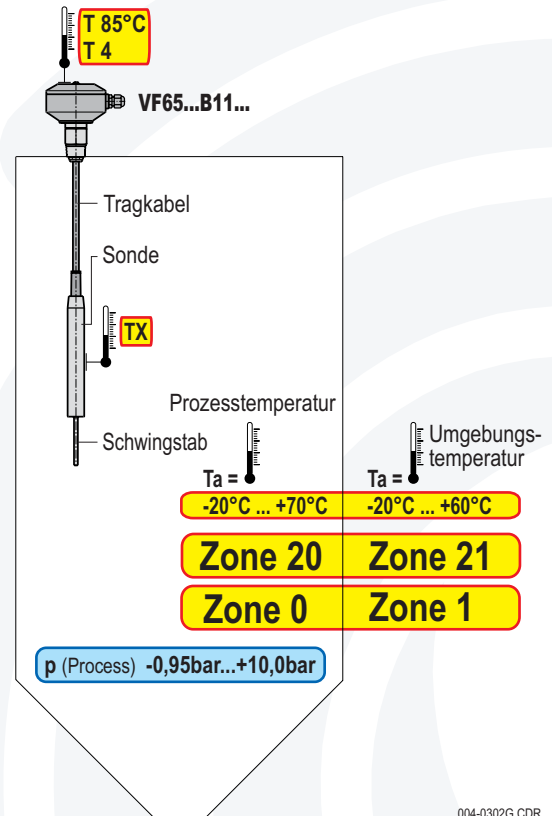 T 85°C
T 4
VF65...B11...
Tragkabel
Sonde
TX
Prozesstemperatur
Schwingstab
Umgebungs-
temperatur
Ta =
Ta =
-20°C ... +70°C
-20°C ... +60°C
Zone 20
Zone 21
Zone 0
Zone 1
p (Process) -0,95bar...+10,0bar
004-0302G.CDR